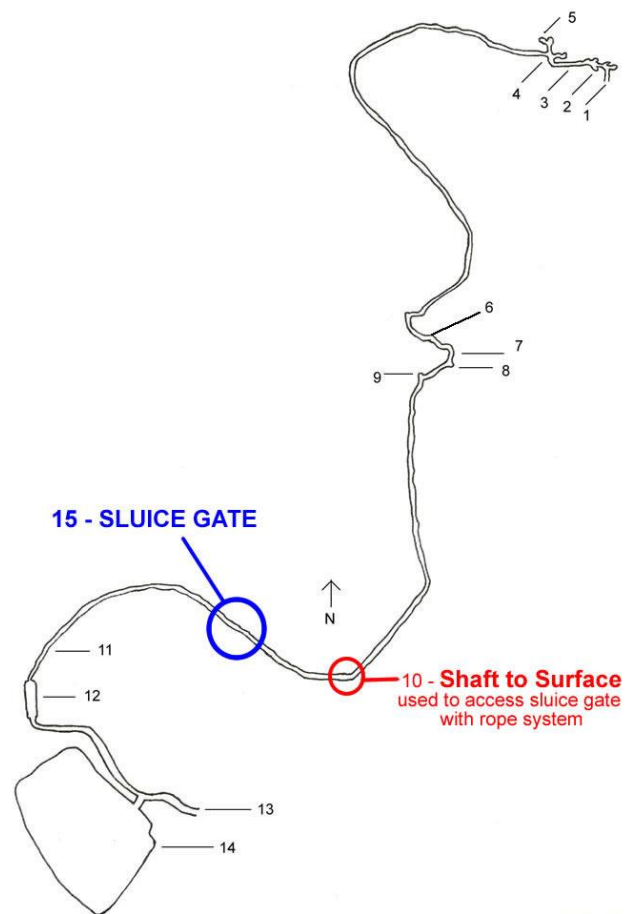 5
4
3
2
1
6
7
8
9
15 - SLUICE GATE
N
10 - Shaft to Surface
used to access sluice gate
with rope system
11
12
13
14